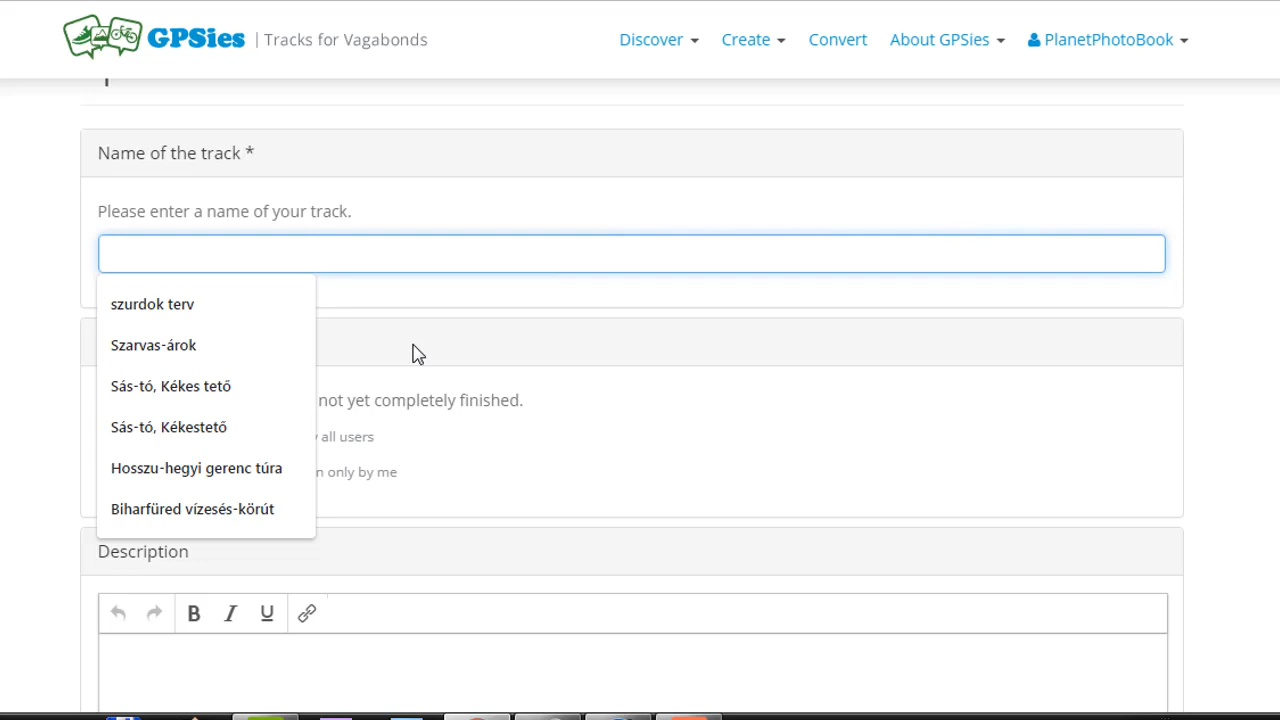 GPSies | Tracks for Vagabonds
Discover Create Convert About GPSies PlanetPhotoBook
Name of the track *
Please enter a name of your track.
szurdok terv
Szarvas-árok
Sás-tó, Kékes tető
not yet completely finished.
Sás-tó, Kékestető
all users
Hosszu-hegyi gerenc túra
only by me
Biharfüred vízesés-körút
Description
B I U